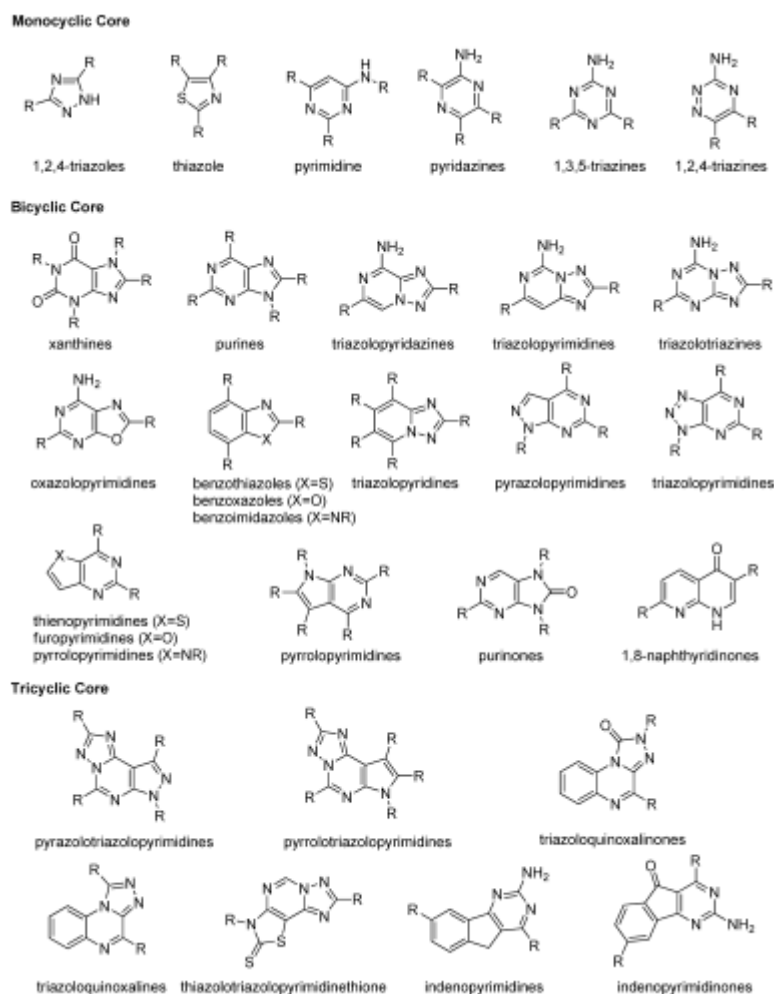 Monocyclic Core
1,2,4-triazoles
thiazole
pyrimidine
pyridazines
1,3,5-triazines
1,2,4-triazines
Bicyclic Core
xanthines
purines
triazolopyridazines
triazolopyrimidines
triazolotriazines
oxazolopyrimidines
benzothiazoles (X=S)
benzoxazoles (X=O)
benzoimidazoles (X=NR)
triazolopyridines
pyrazolopyrimidines
triazolopyrimidines
thienopyrimidines (X=S)
furopyrimidines (X=O)
pyrrolopyrimidines (X=NR)
pyrrolopyrimidines
purinones
1,8-naphthyridinones
Tricyclic Core
pyrazolotriazolopyrimidines
pyrrolotriazolopyrimidines
triazoloquinoxalinones
triazoloquinoxalines
thiazolotriazolopyrimidinethione
indenopyrimidines
indenopyrimidinones